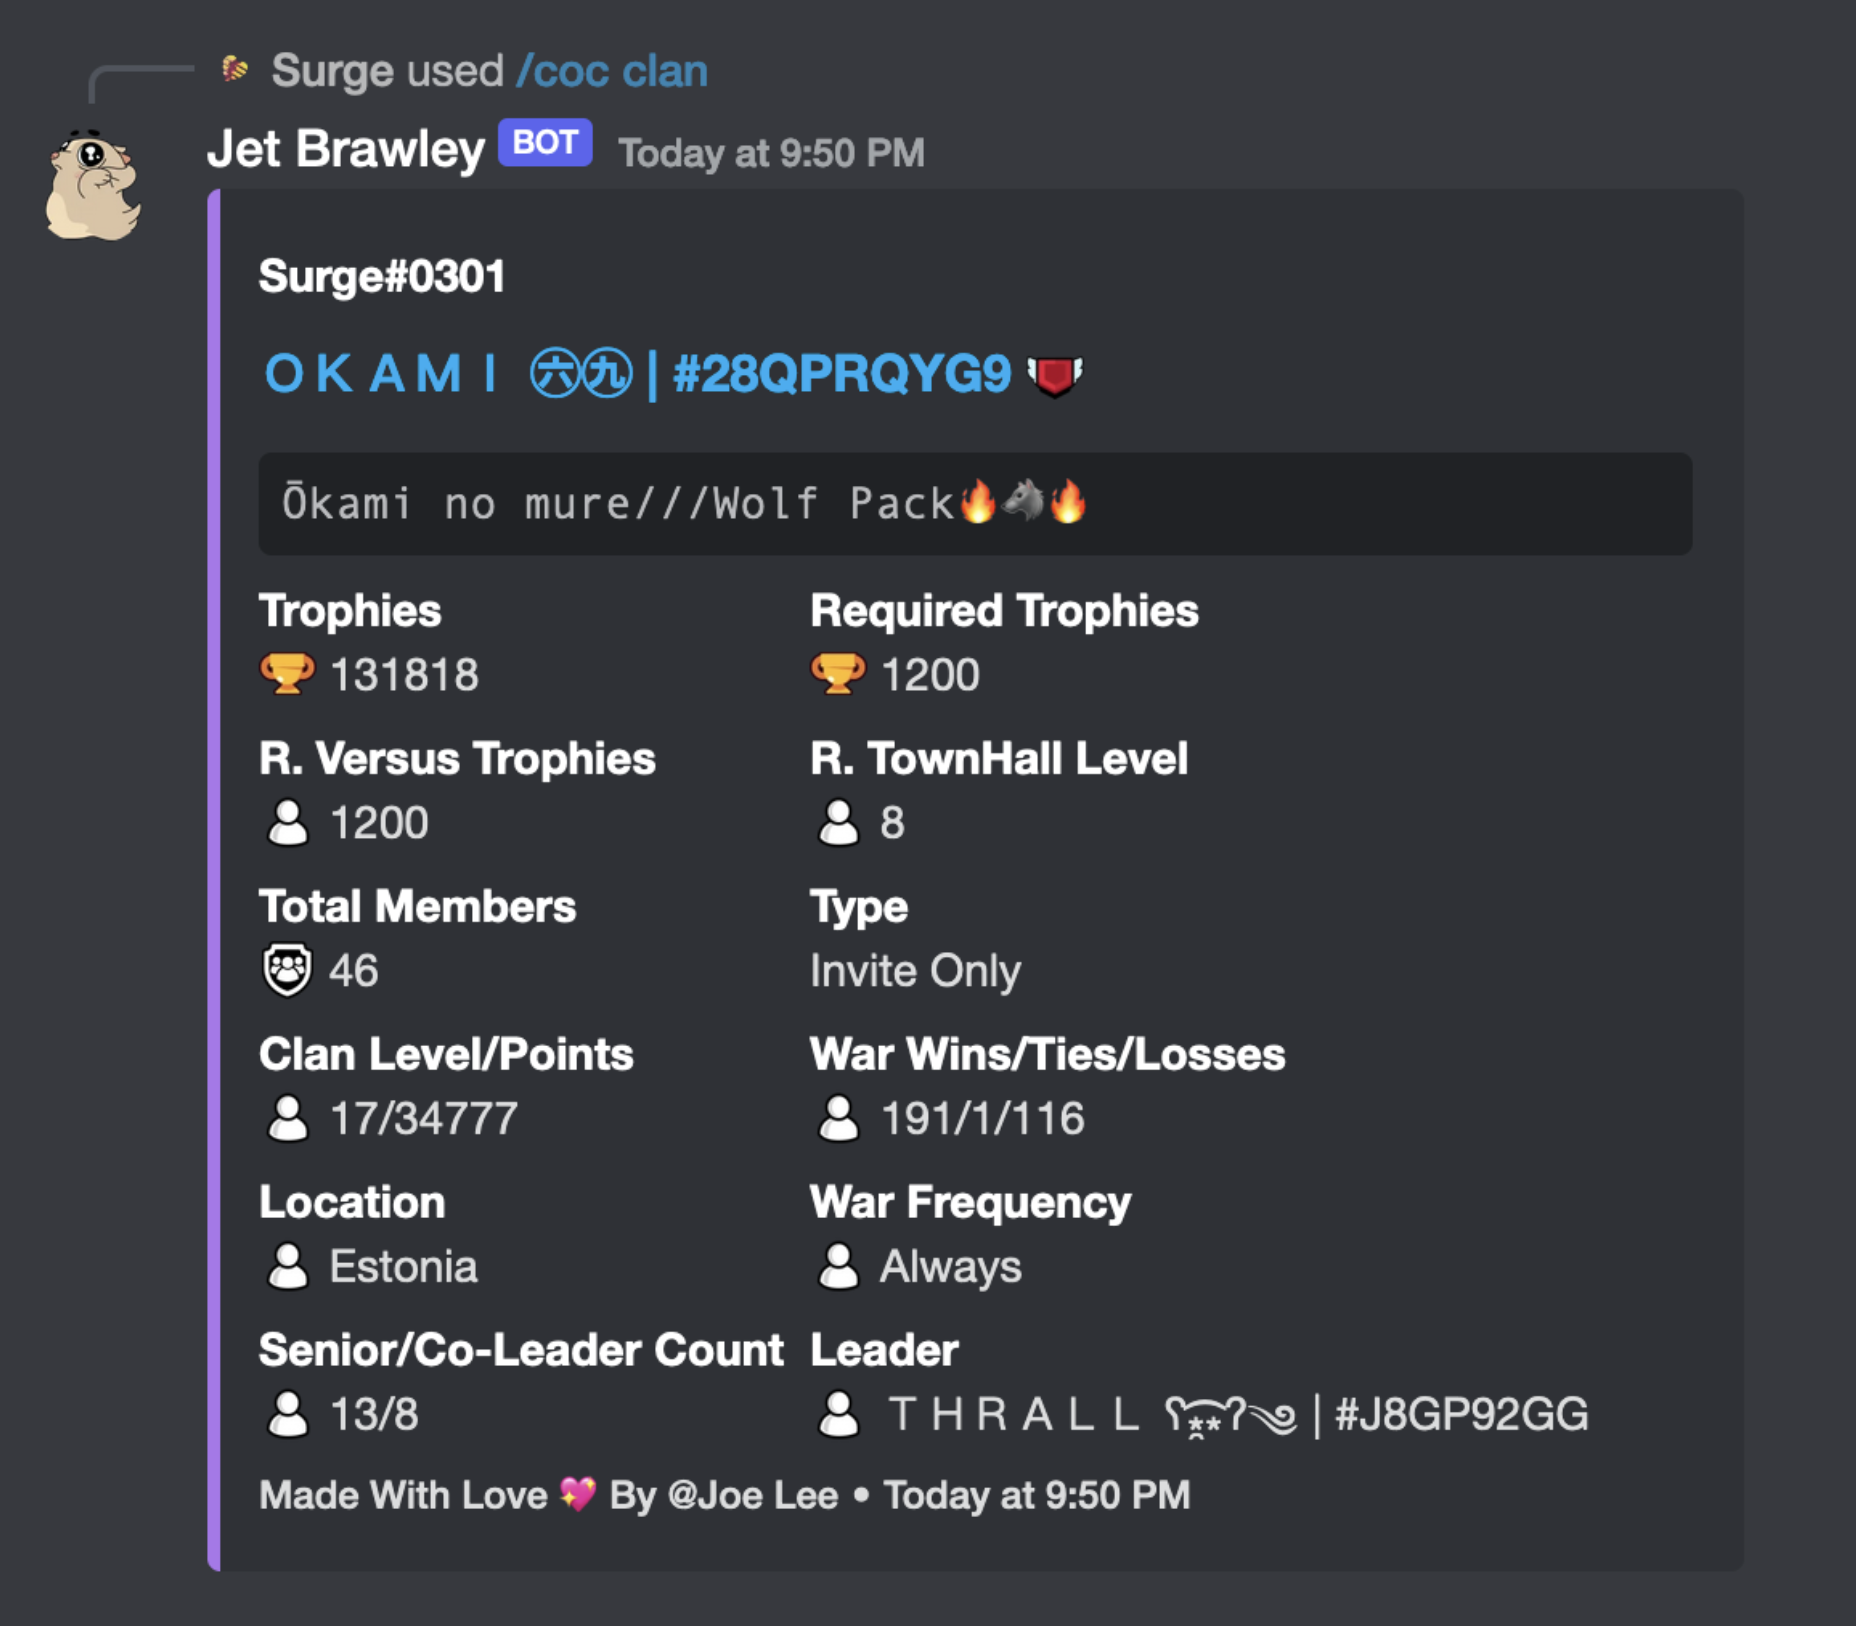 Surge used /coc clan
Jet Brawley BOT Today at 9:50 PM
Surge#0301
O K A M I ㊅㊈ | #28QPRQYG9
Ōkami no mure///Wolf Pack🔥🐺🔥
Trophies Required Trophies
🏆 131818 🏆 1200
R. Versus Trophies R. TownHall Level
1200 8
Total Members Type
46 Invite Only
Clan Level/Points War Wins/Ties/Losses
17/34777 191/1/116
Location War Frequency
Estonia Always
Senior/Co-Leader Count Leader
13/8 T H R A L L | #J8GP92GG
Made With Love 💖 By @Joe Lee • Today at 9:50 PM